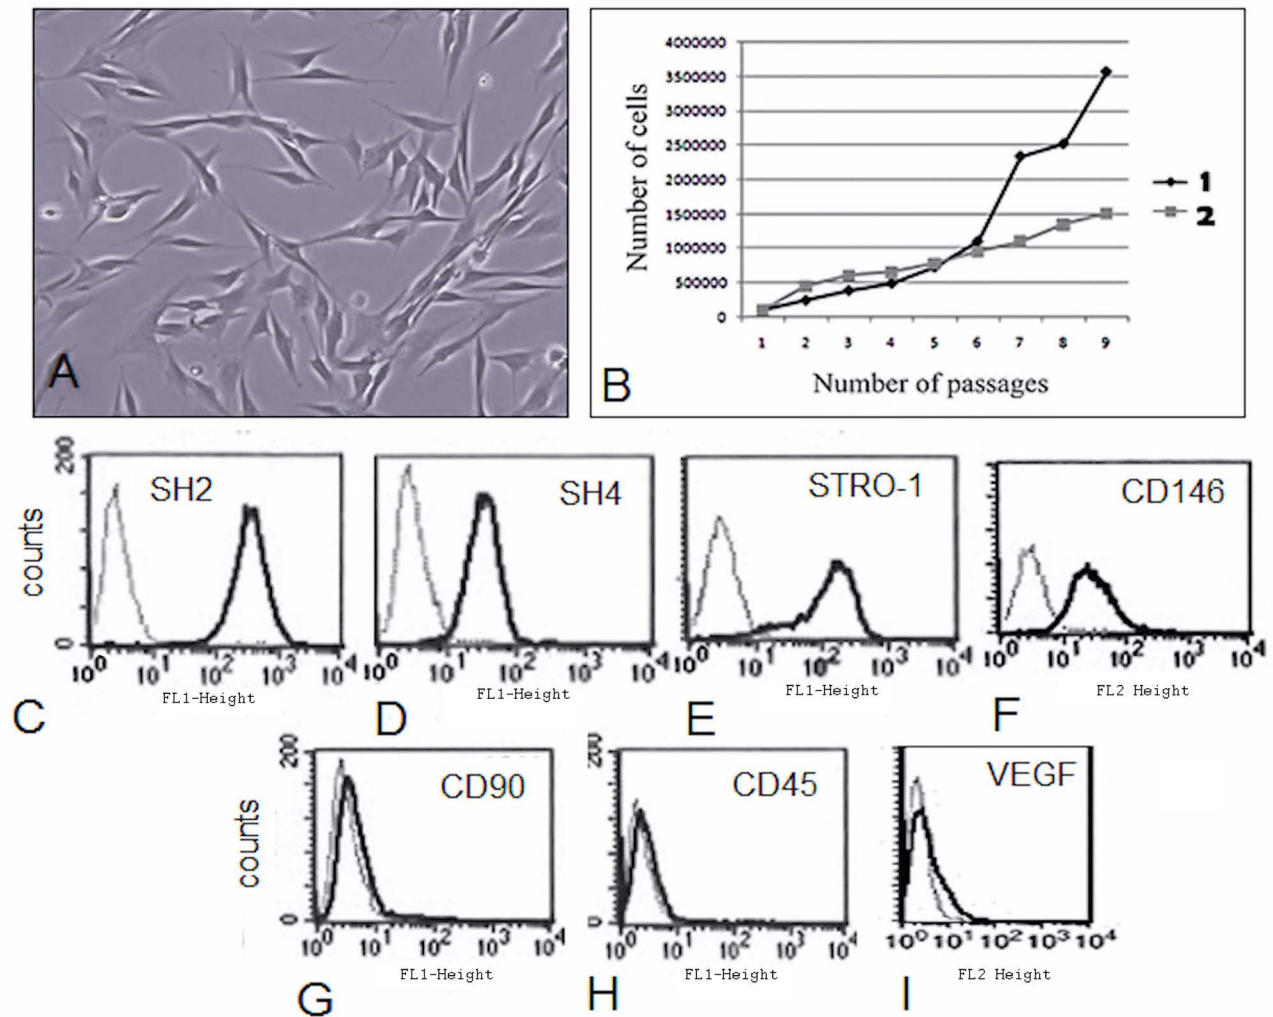 A
4000000
3500000
3000000
2500000
2000000
1500000
1000000
500000
0
Number of cells
1 2 3 4 5 6 7 8 9
Number of passages
1
2
B
200
0
counts
SH2
10^0 10^1 10^2 10^3 10^4
FL1-Height
C
SH4
10^0 10^1 10^2 10^3 10^4
FL1-Height
D
STRO-1
10^0 10^1 10^2 10^3 10^4
FL1-Height
E
CD146
10^0 10^1 10^2 10^3 10^4
FL2 Height
F
200
0
counts
CD90
10^0 10^1 10^2 10^3 10^4
FL1-Height
G
200
0
CD45
10^0 10^1 10^2 10^3 10^4
FL1-Height
H
VEGF
10^0 10^1 10^2 10^3 10^4
FL2 Height
I